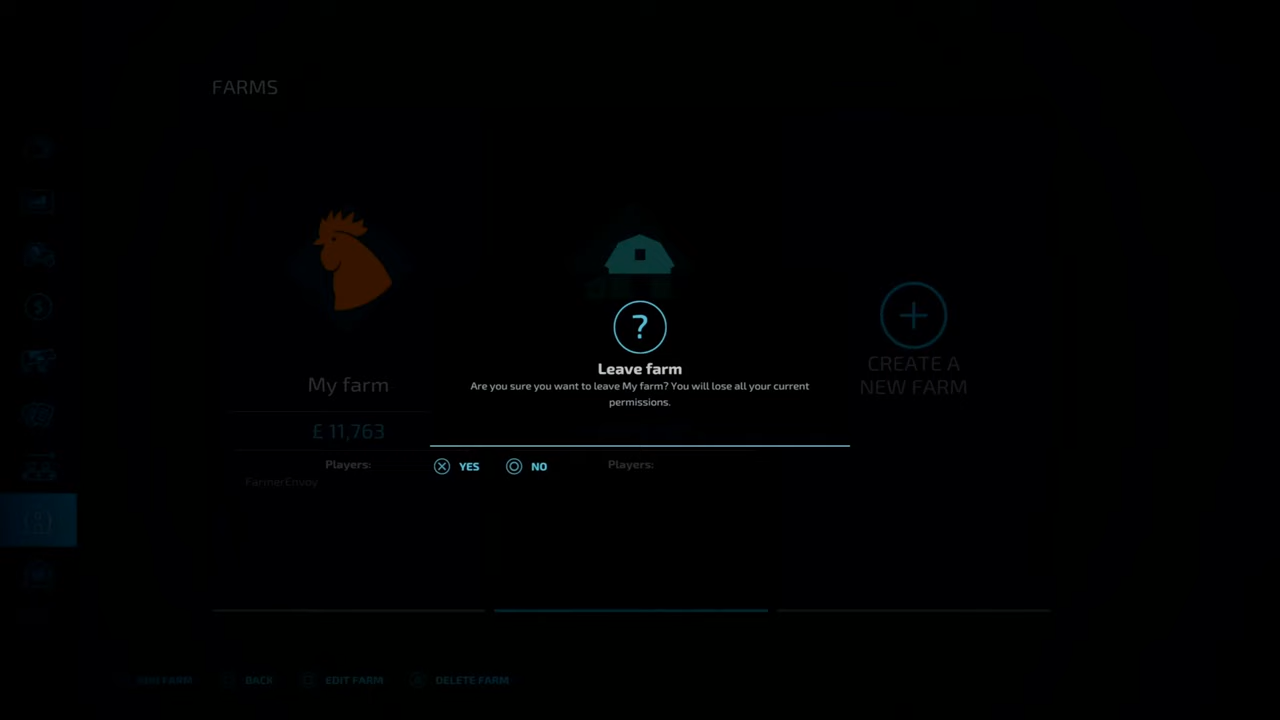 FARMS
My farm
£ 11,763
Players:
FarmerEnvoy
Players:
CREATE A
NEW FARM
?
Leave farm
Are you sure you want to leave My farm? You will lose all your current
permissions.
YES
NO
BACK
EDIT FARM
DELETE FARM